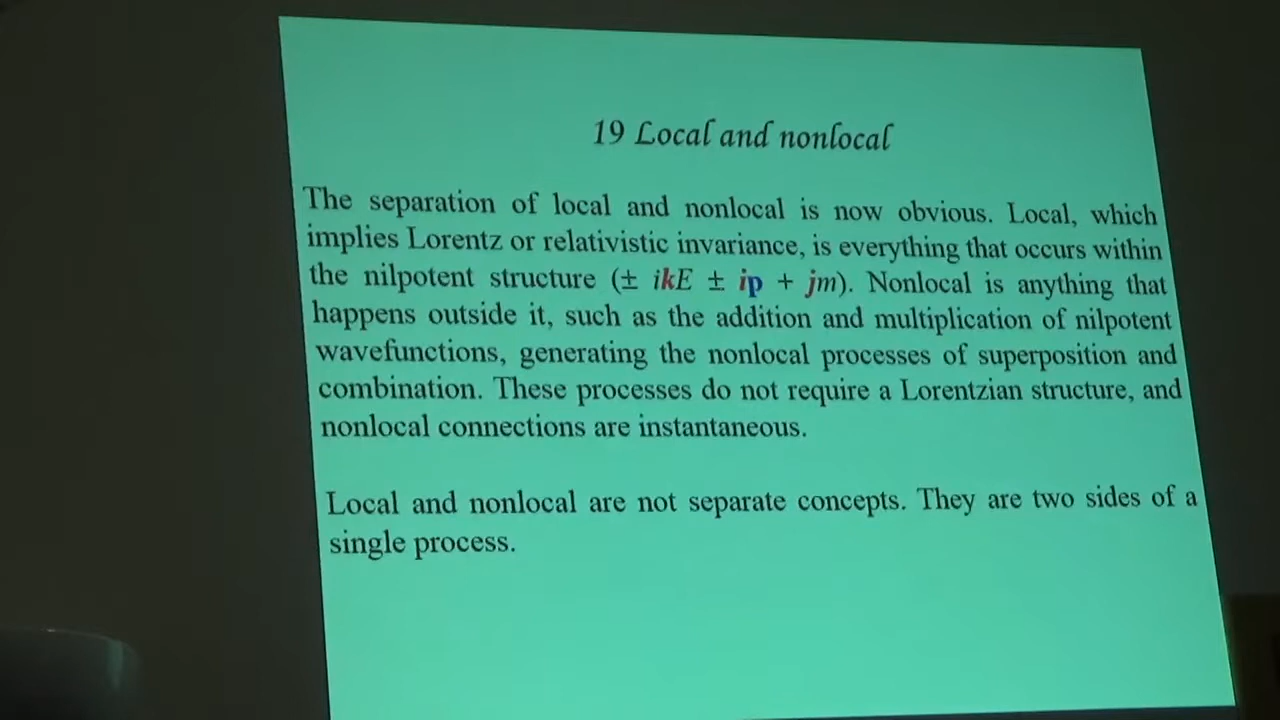 19 Local and nonlocal
The separation of local and nonlocal is now obvious. Local, which
implies Lorentz or relativistic invariance, is everything that occurs within
the nilpotent structure (± ikE ± ip + jm). Nonlocal is anything that
happens outside it, such as the addition and multiplication of nilpotent
wavefunctions, generating the nonlocal processes of superposition and
combination. These processes do not require a Lorentzian structure, and
nonlocal connections are instantaneous.
Local and nonlocal are not separate concepts. They are two sides of a
single process.